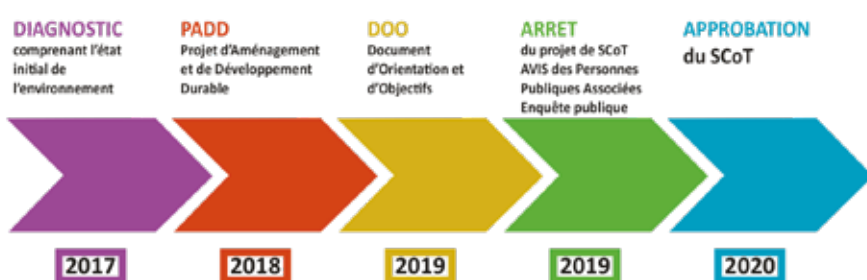 DIAGNOSTIC
comprenant l'état
initial de
l'environnement
PADD
Projet d'Aménagement
et de Développement
Durable
DOO
Document
d'Orientation et
d'Objectifs
ARRET
du projet de SCoT
AVIS des Personnes
Publiques Associées
Enquête publique
APPROBATION
du SCoT
2017
2018
2019
2019
2020